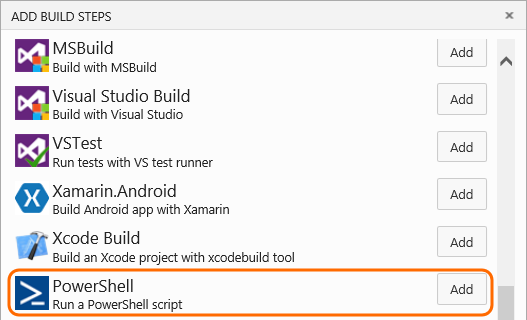 ADD BUILD STEPS
MSBuild
Build with MSBuild
Add
Visual Studio Build
Build with Visual Studio
Add
VSTest
Run tests with VS test runner
Add
Xamarin.Android
Build Android app with Xamarin
Add
Xcode Build
Build an Xcode project with xcodebuild tool
Add
PowerShell
Run a PowerShell script
Add